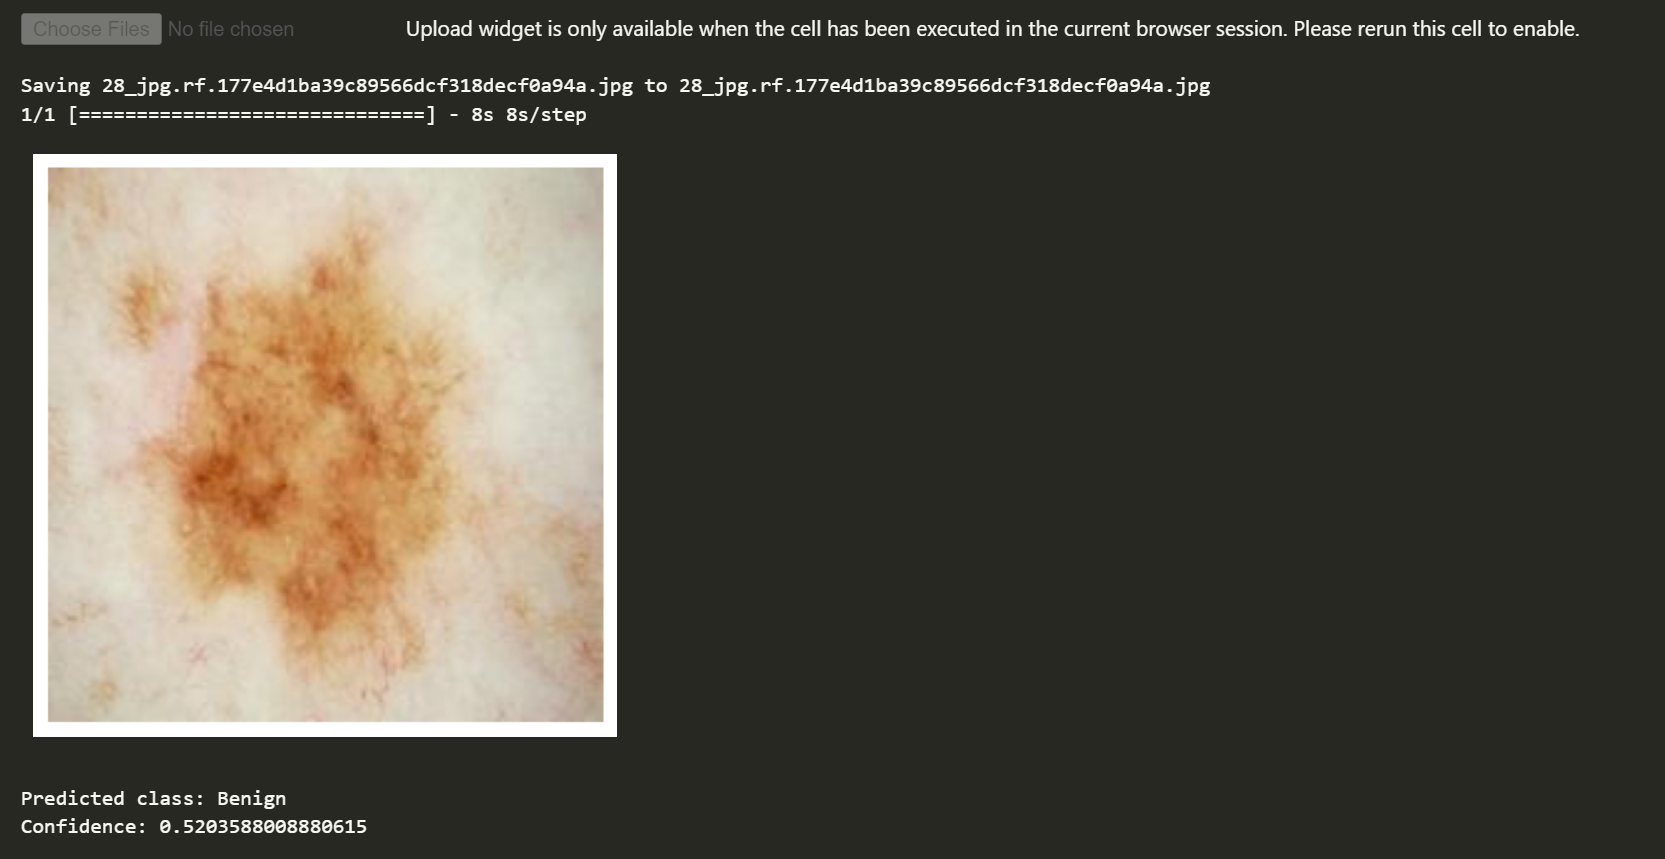 Choose Files No file chosen Upload widget is only available when the cell has been executed in the current browser session. Please rerun this cell to enable.
Saving 28_jpg.rf.177e4d1ba39c89566dcf318decf0a94a.jpg to 28_jpg.rf.177e4d1ba39c89566dcf318decf0a94a.jpg
1/1 [==============================] - 8s 8s/step
Predicted class: Benign
Confidence: 0.5203588008880615